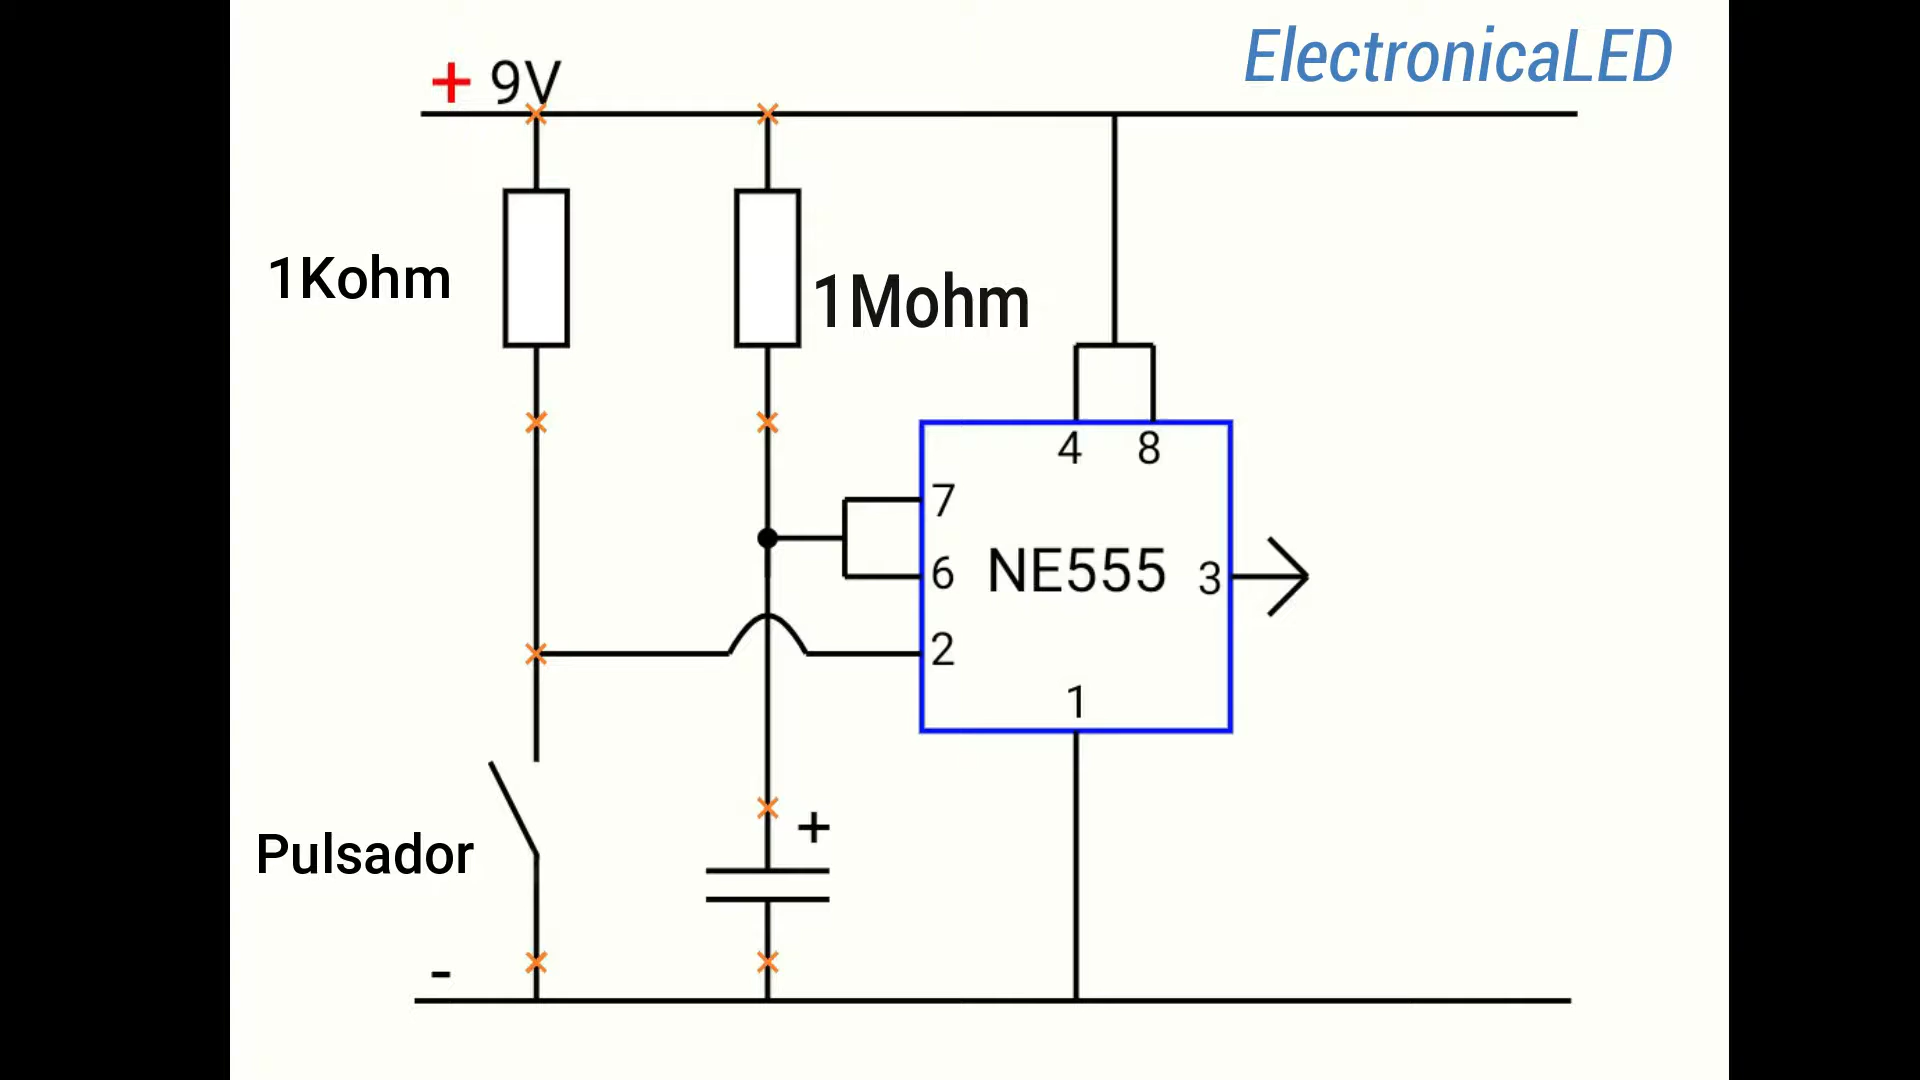 ElectronicaLED
+ 9V
1Kohm
1Mohm
4 8
7
6 NE555 3
2
1
+
Pulsador
-